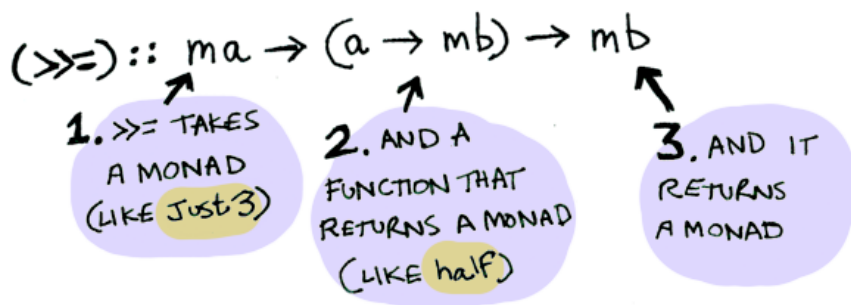 (>>=) :: ma → (a → mb) → mb
1. >>= TAKES
A MONAD
(LIKE Just 3)
2. AND A
FUNCTION THAT
RETURNS A MONAD
(LIKE half)
3. AND IT
RETURNS
A MONAD